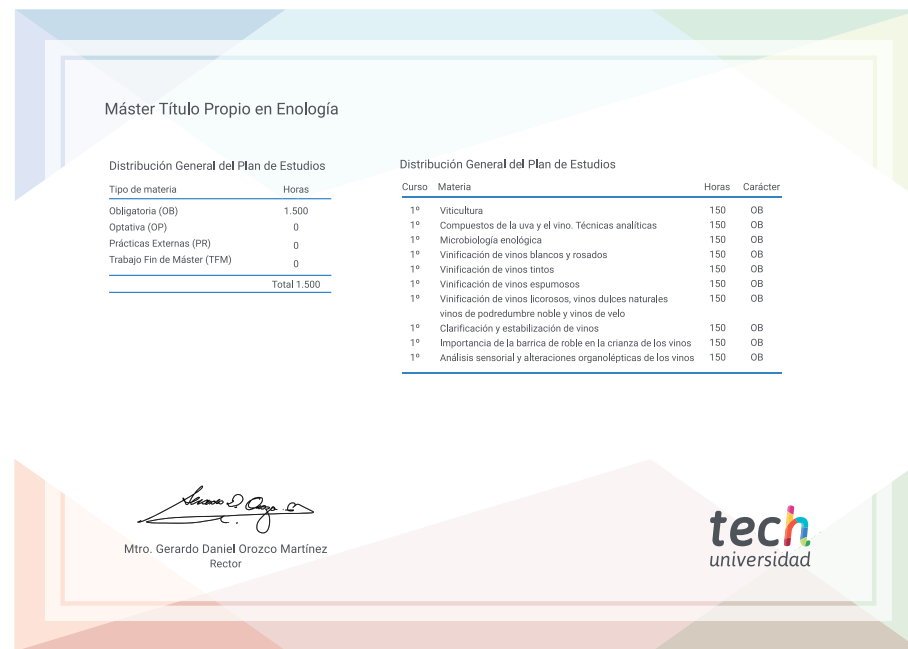 Máster Título Propio en Enología
Distribución General del Plan de Estudios
Tipo de materia Horas
Obligatoria (OB) 1.500
Optativa (OP) 0
Prácticas Externas (PR) 0
Trabajo Fin de Máster (TFM) 0
Total 1.500
Distribución General del Plan de Estudios
Curso Materia Horas Carácter
1º Viticultura 150 OB
1º Compuestos de la uva y el vino. Técnicas analíticas 150 OB
1º Microbiología enológica 150 OB
1º Vinificación de vinos blancos y rosados 150 OB
1º Vinificación de vinos tintos 150 OB
1º Vinificación de vinos espumosos 150 OB
1º Vinificación de vinos licorosos, vinos dulces naturales 150 OB
vinos de podredumbre noble y vinos de velo
1º Clarificación y estabilización de vinos 150 OB
1º Importancia de la barrica de roble en la crianza de los vinos 150 OB
1º Análisis sensorial y alteraciones organolépticas de los vinos 150 OB
Mtro. Gerardo Daniel Orozco Martínez
Rector
tech
universidad